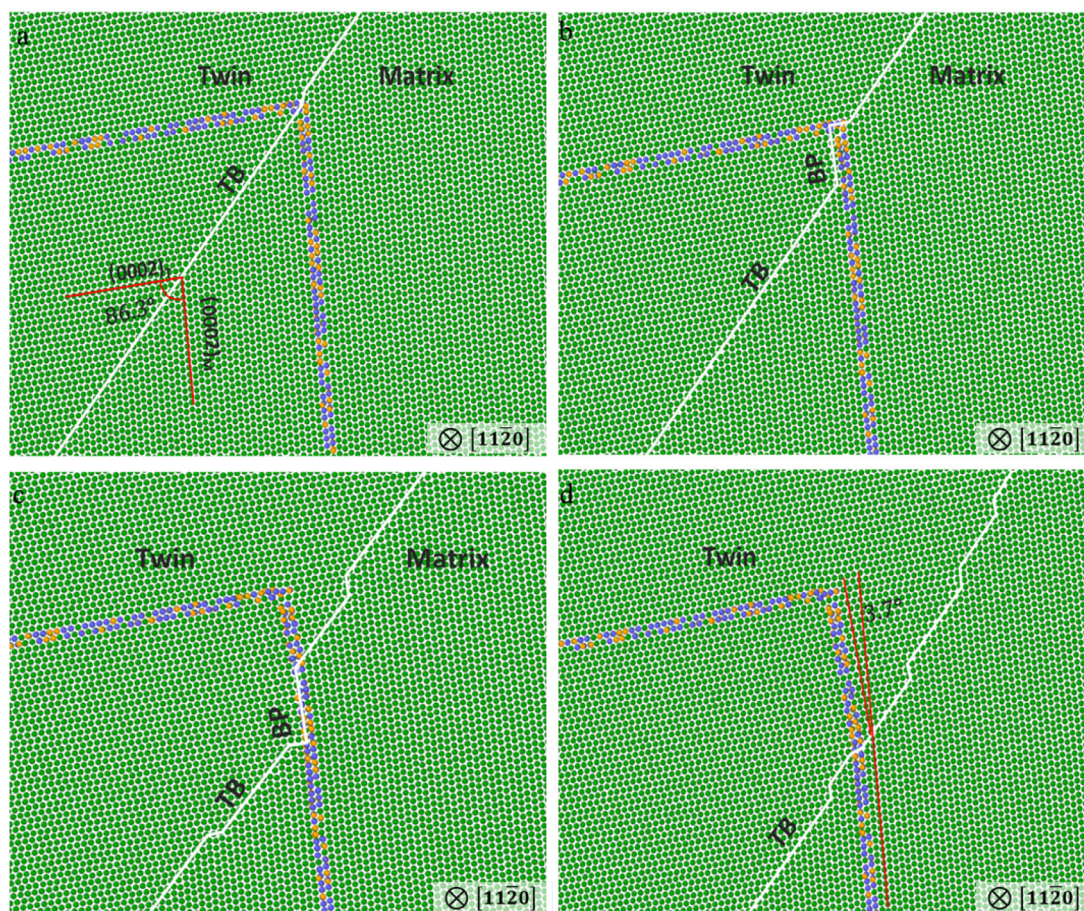 a
Twin
Matrix
TB
(0002)
86.3°
(0002)
⊗ [112̅0]
b
Twin
Matrix
BP
TB
⊗ [112̅0]
c
Twin
Matrix
BP
TB
⊗ [112̅0]
d
Twin
3.7°
TB
⊗ [112̅0]